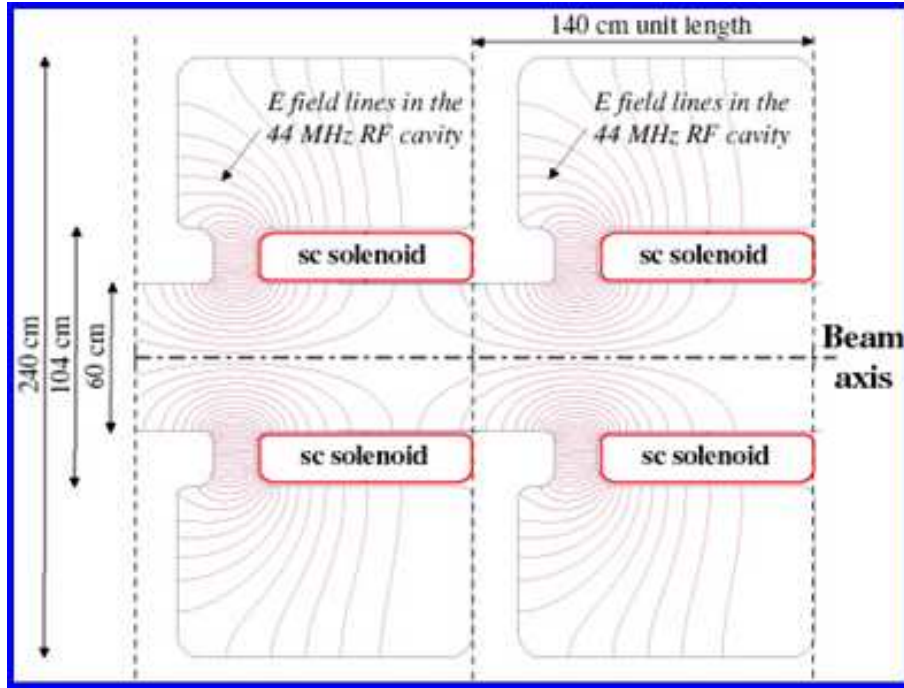 140 cm unit length
E field lines in the
44 MHz RF cavity
E field lines in the
44 MHz RF cavity
sc solenoid
sc solenoid
240 cm
104 cm
60 cm
Beam
axis
sc solenoid
sc solenoid